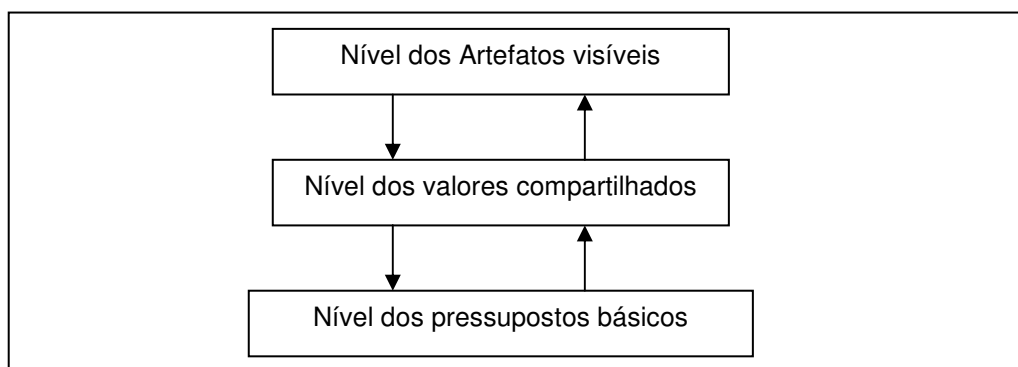 Nível dos Artefatos visíveis
Nível dos valores compartilhados
Nível dos pressupostos básicos